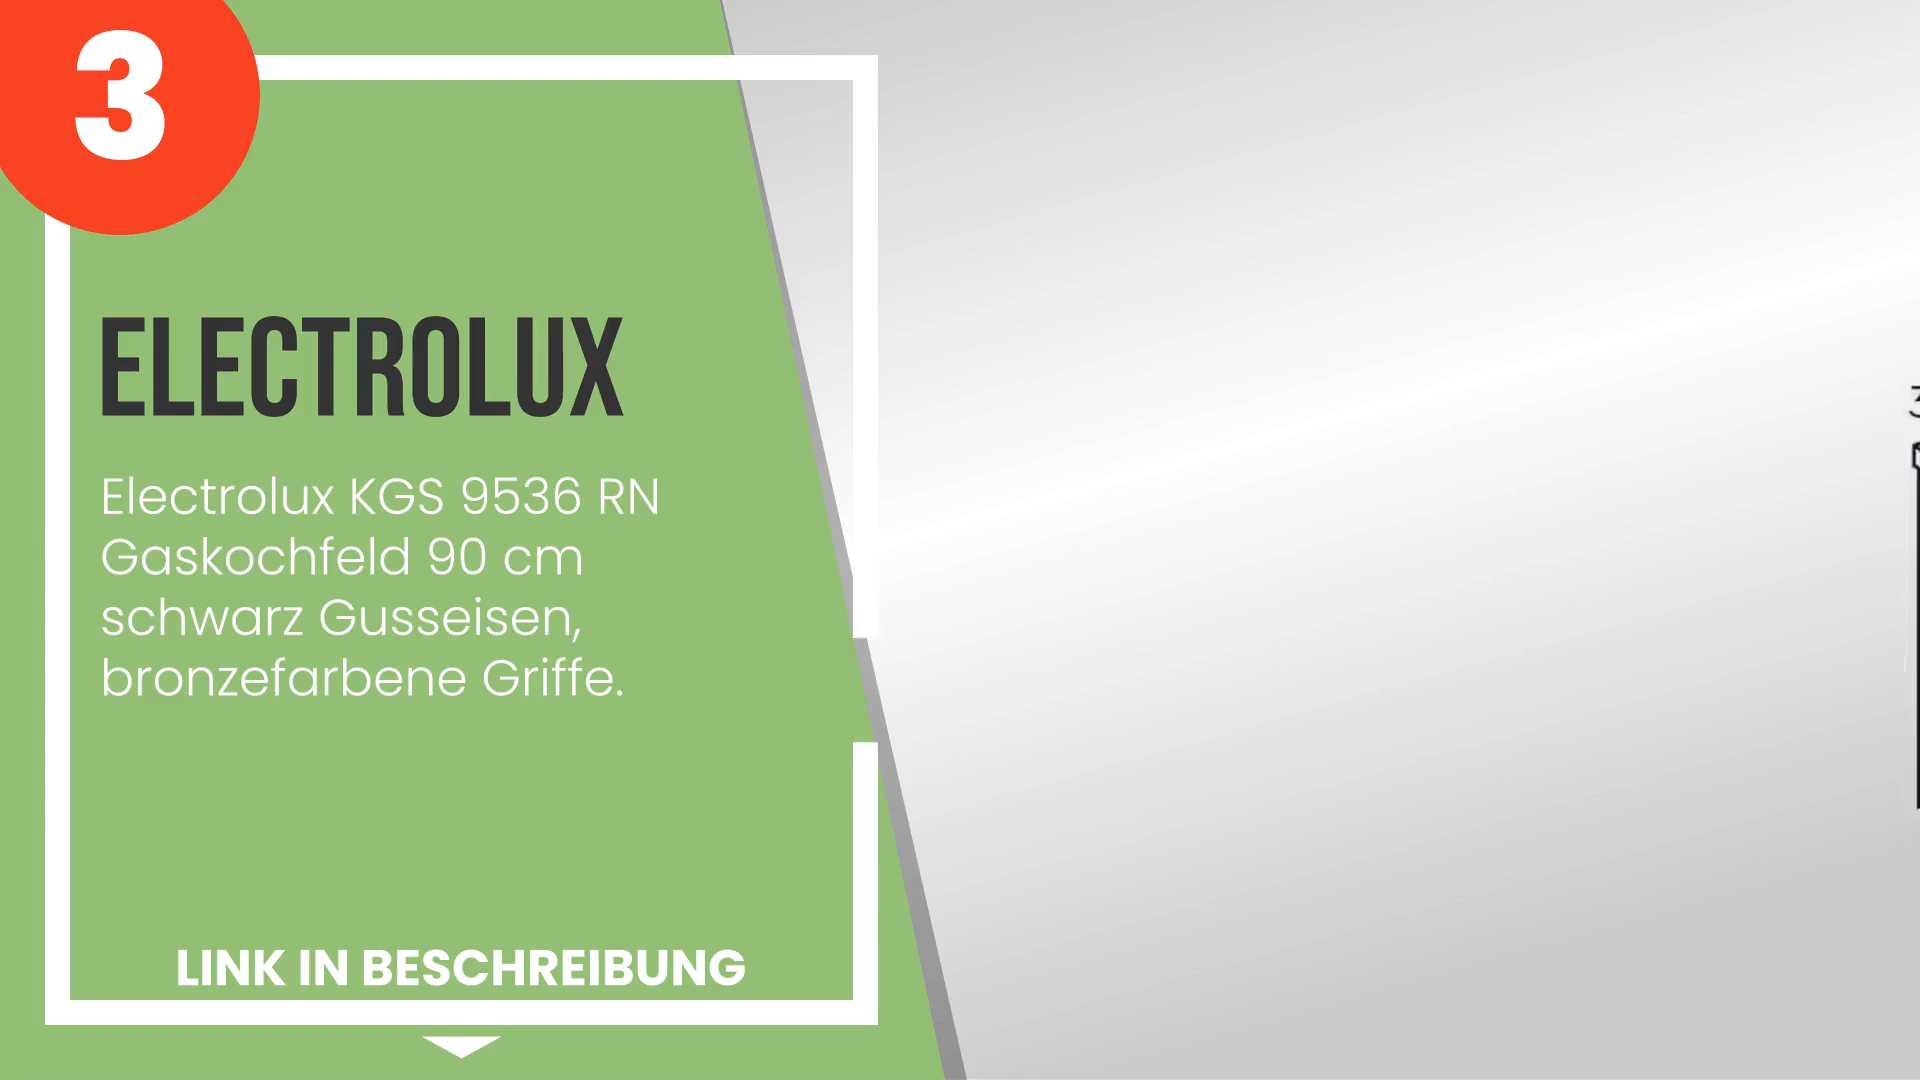 3
ELECTROLUX
Electrolux KGS 9536 RN
Gaskochfeld 90 cm
schwarz Gusseisen,
bronzefarbene Griffe.
LINK IN BESCHREIBUNG